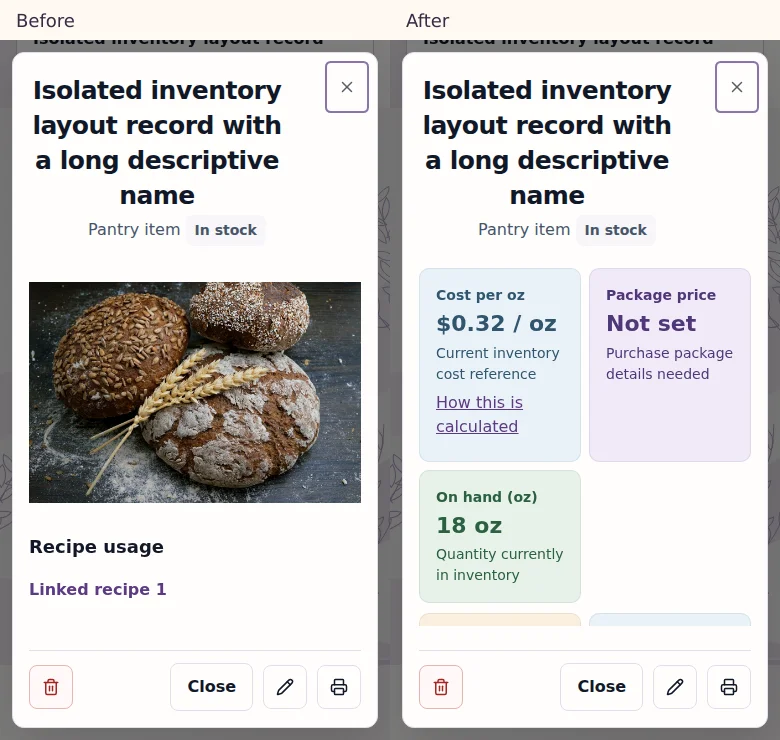 Before
After
Isolated inventory layout record
Isolated inventory
layout record with
a long descriptive
name
Pantry item In stock
Recipe usage
Linked recipe 1
Close
Isolated inventory layout record
Isolated inventory
layout record with
a long descriptive
name
Pantry item In stock
Cost per oz
$0.32 / oz
Current inventory
cost reference
How this is
calculated
Package price
Not set
Purchase package
details needed
On hand (oz)
18 oz
Quantity currently
in inventory
Close